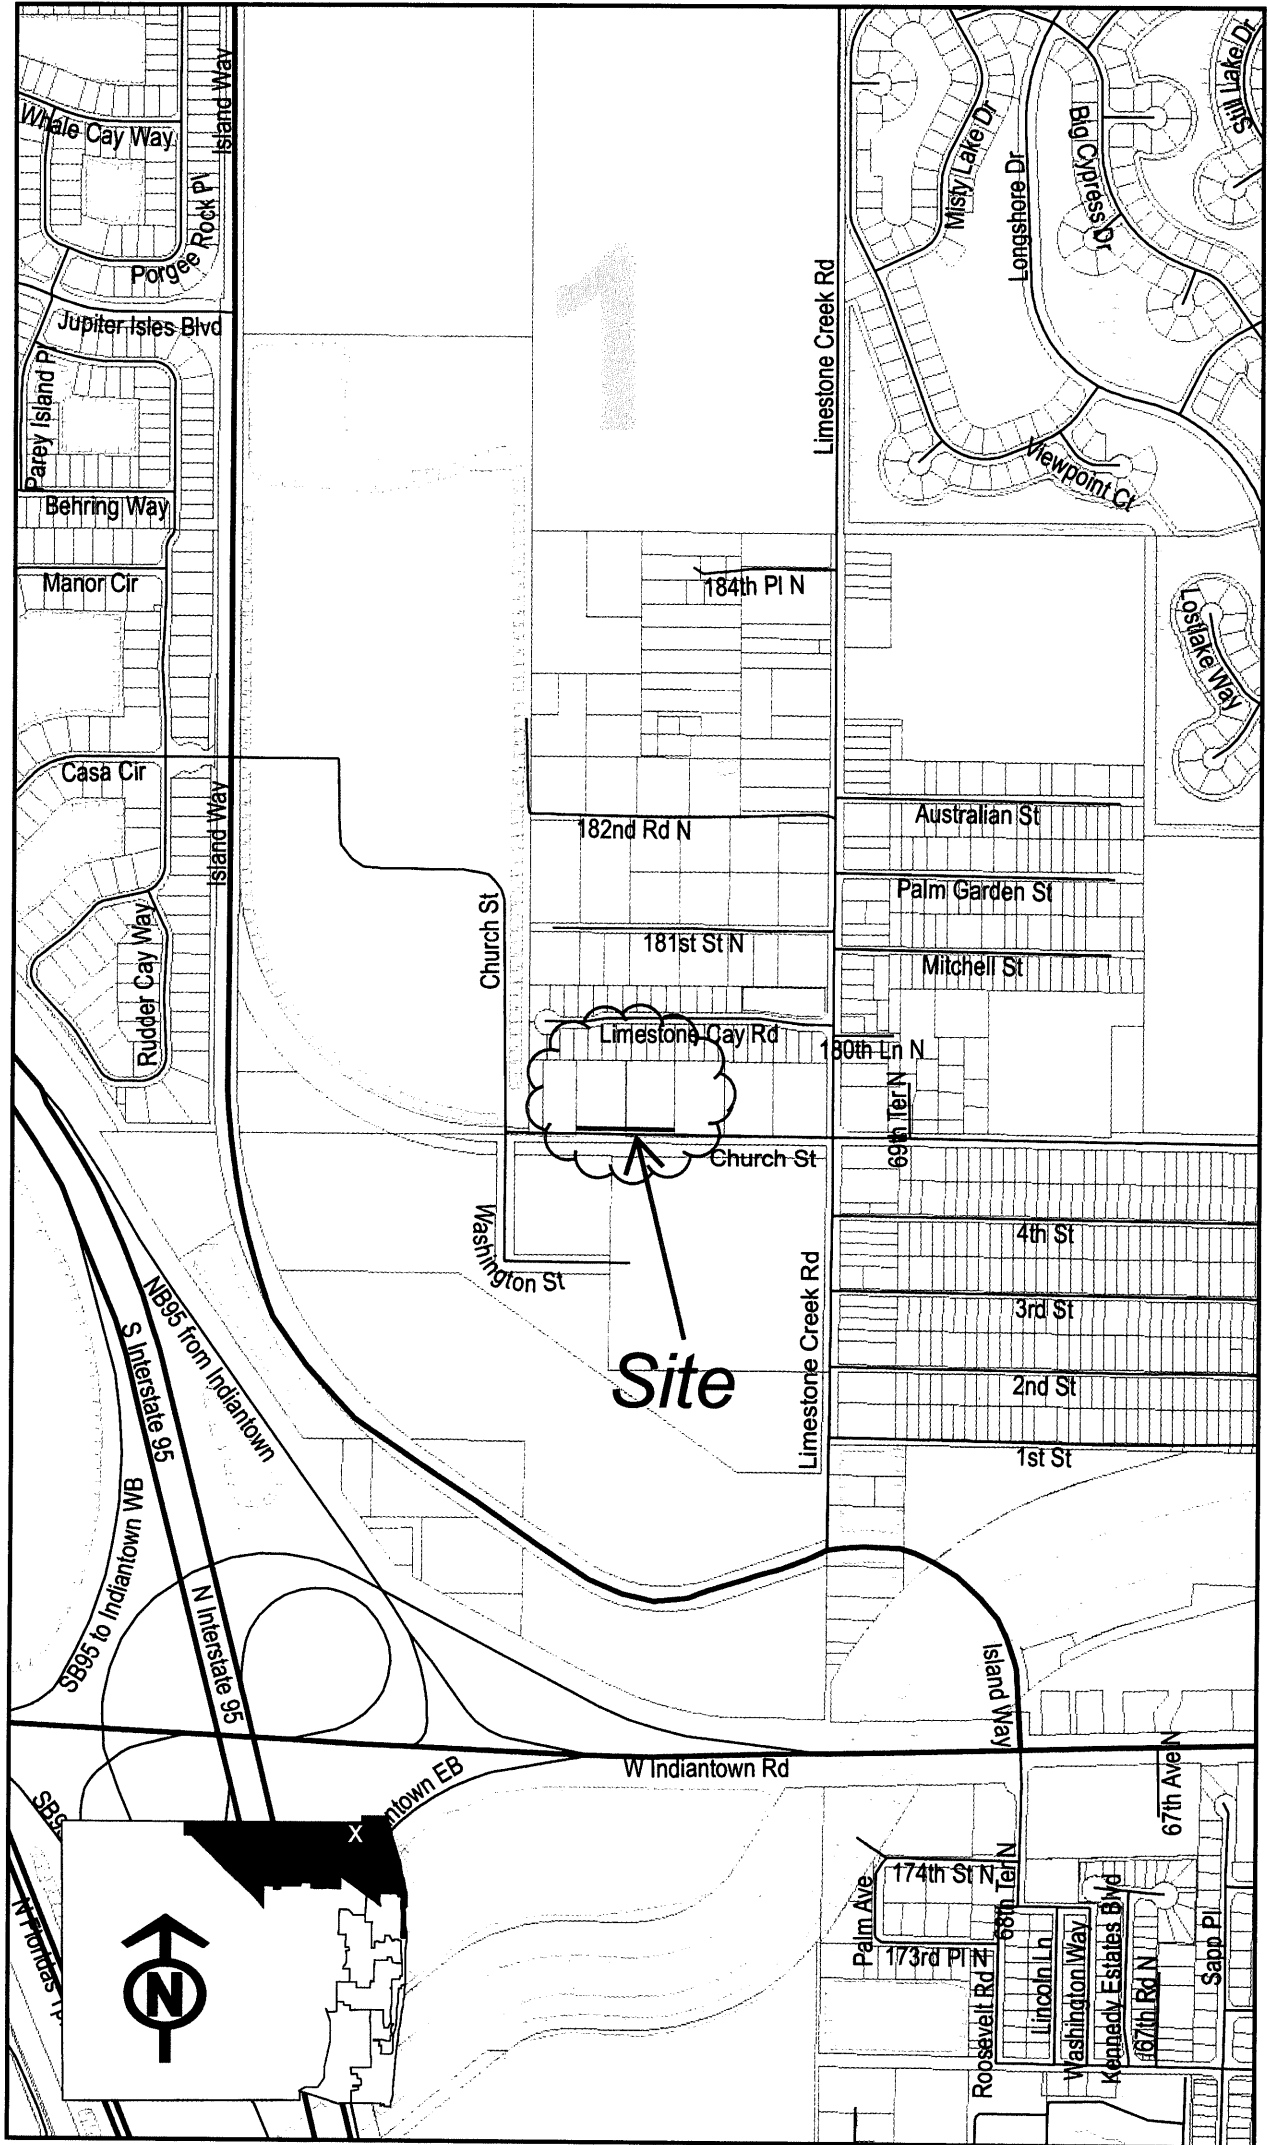 Island Way
Whale Cay Way
Porgee Rock Pl
Jupiter Isles Blvd
Parey Island Pl
Behring Way
Manor Cir
Casa Cir
Island Way
Rudder Cay Way
1
Limestone Creek Rd
Misty Lake Dr
Longshore Dr
Big Cypress Dr
Still Lake Dr
Viewpoint Ct
Lostlake Way
184th Pl N
182nd Rd N
Church St
181st St N
Limestone Cay Rd
Australian St
Palm Garden St
Mitchell St
180th Ln N
69th Ter N
Church St
Washington St
Site
Limestone Creek Rd
4th St
3rd St
2nd St
1st St
NB95 from Indiantown
S Interstate 95
SB95 to Indiantown WB
N Interstate 95
Island Way
W Indiantown Rd
67th Ave N
ntown EB
SB9
X
N
N Floridas
174th St N
68th Ter N
Palm Ave
173rd Pl N
Roosevelt Rd
Lincoln Ln
Washington Way
Kennedy Estates Blvd
67th Rd N
Sapp Pl